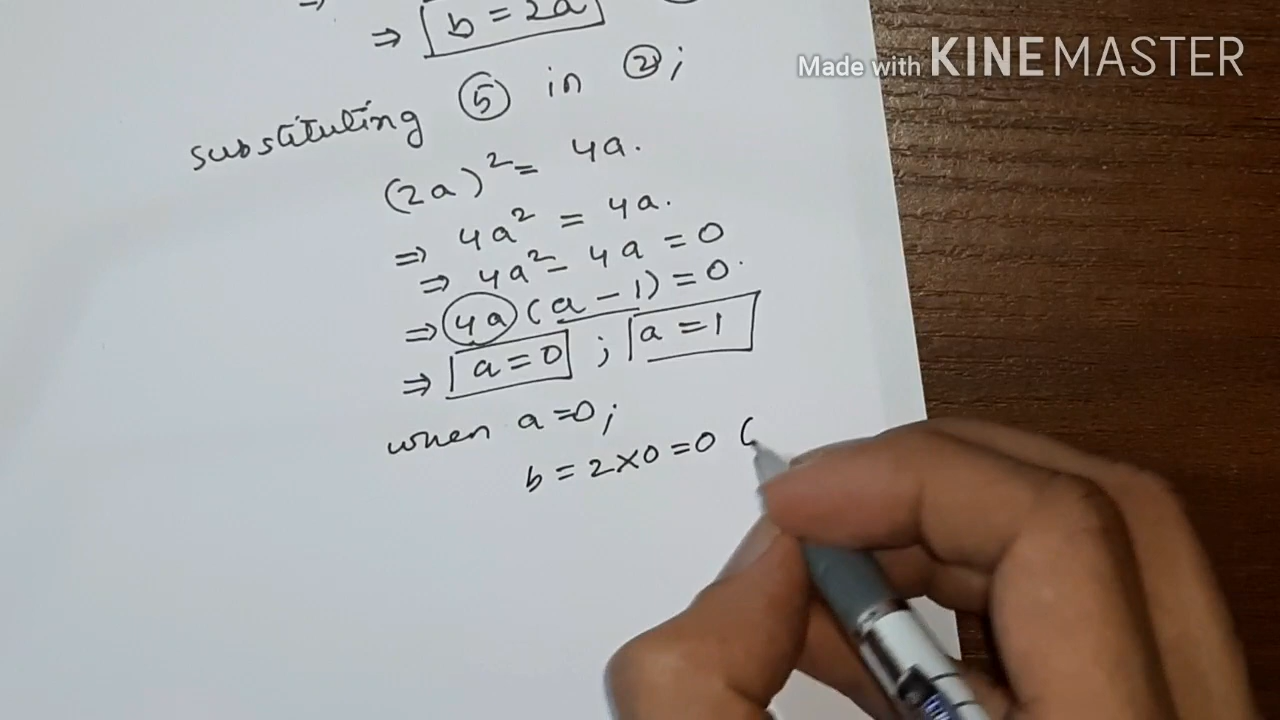 ⇒ b = 2a
Made with KINEMASTER
substituting ⑤ in ②;
(2a)² = 4a.
⇒ 4a² = 4a.
⇒ 4a² - 4a = 0
⇒ 4a (a - 1) = 0.
⇒ a = 0 ; a = 1
when a = 0;
b = 2 × 0 = 0 (